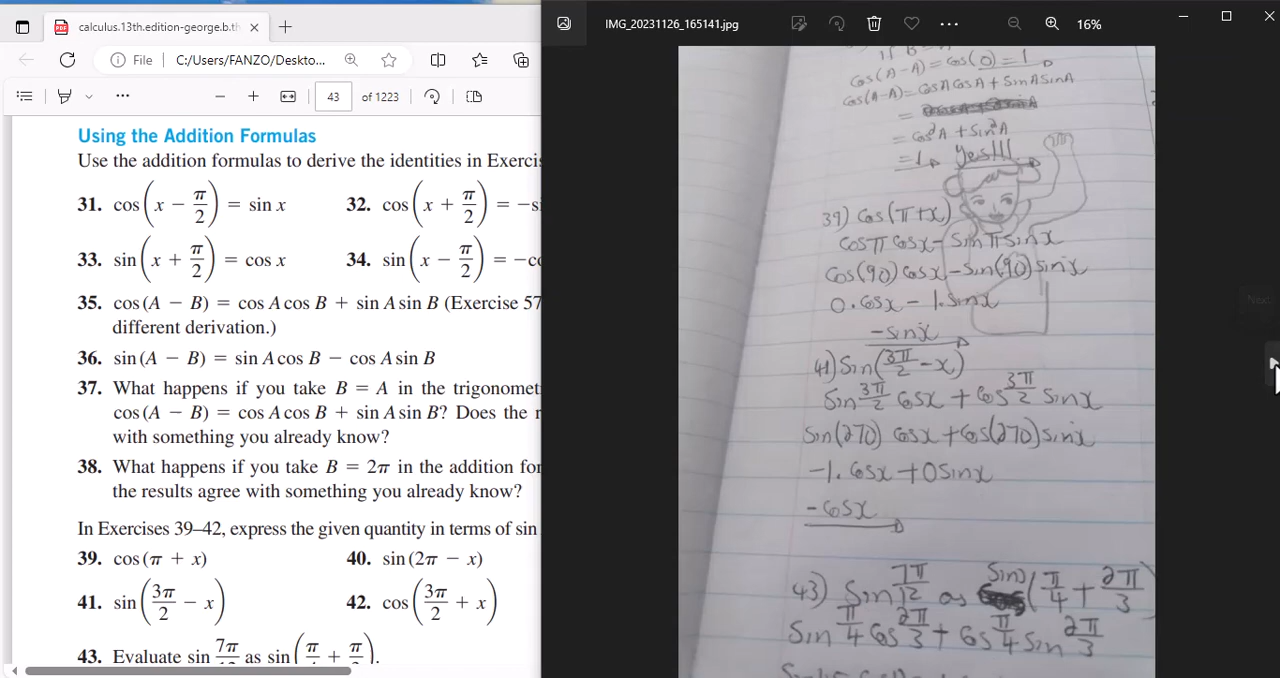 calculus.13th.edition-george.b.th
File
C:/Users/FANZO/Deskto...
43
of 1223
Using the Addition Formulas
Use the addition formulas to derive the identities in Exerci
31. cos(x − π/2) = sin x
32. cos(x + π/2) = −si
33. sin(x + π/2) = cos x
34. sin(x − π/2) = −co
35. cos(A − B) = cos A cos B + sin A sin B (Exercise 57
different derivation.)
36. sin(A − B) = sin A cos B − cos A sin B
37. What happens if you take B = A in the trigonomet
cos(A − B) = cos A cos B + sin A sin B? Does the r
with something you already know?
38. What happens if you take B = 2π in the addition for
the results agree with something you already know?
In Exercises 39–42, express the given quantity in terms of sin
39. cos(π + x)
40. sin(2π − x)
41. sin(3π/2 − x)
42. cos(3π/2 + x)
43. Evaluate sin 7π/ as sin(π/ + π/).
IMG_20231126_165141.jpg
16%
Cos(A-A)=cos(0)=1
Cos(A-A)=CosACosA+SinASinA
=
=cos²A+sin²A
=1, Yes!!!
39) Cos(π+x)
Cosπ Cosx-Sinπ Sinx
Cos(90) Cosx-Sin(90) Sinx
0.Cosx-1.Sinx
-Sinx
41) Sin(3π/2-x)
Sin 3π/2 Cosx+Cos 3π/2 Sinx
Sin(270) Cosx+Cos(270) Sinx
-1.Cosx+0Sinx
-Cosx
43) Sin 7π/12 as Sin(π/4+2π/3)
Sin π/4 Cos 2π/3+Cos π/4 Sin 2π/3
Next